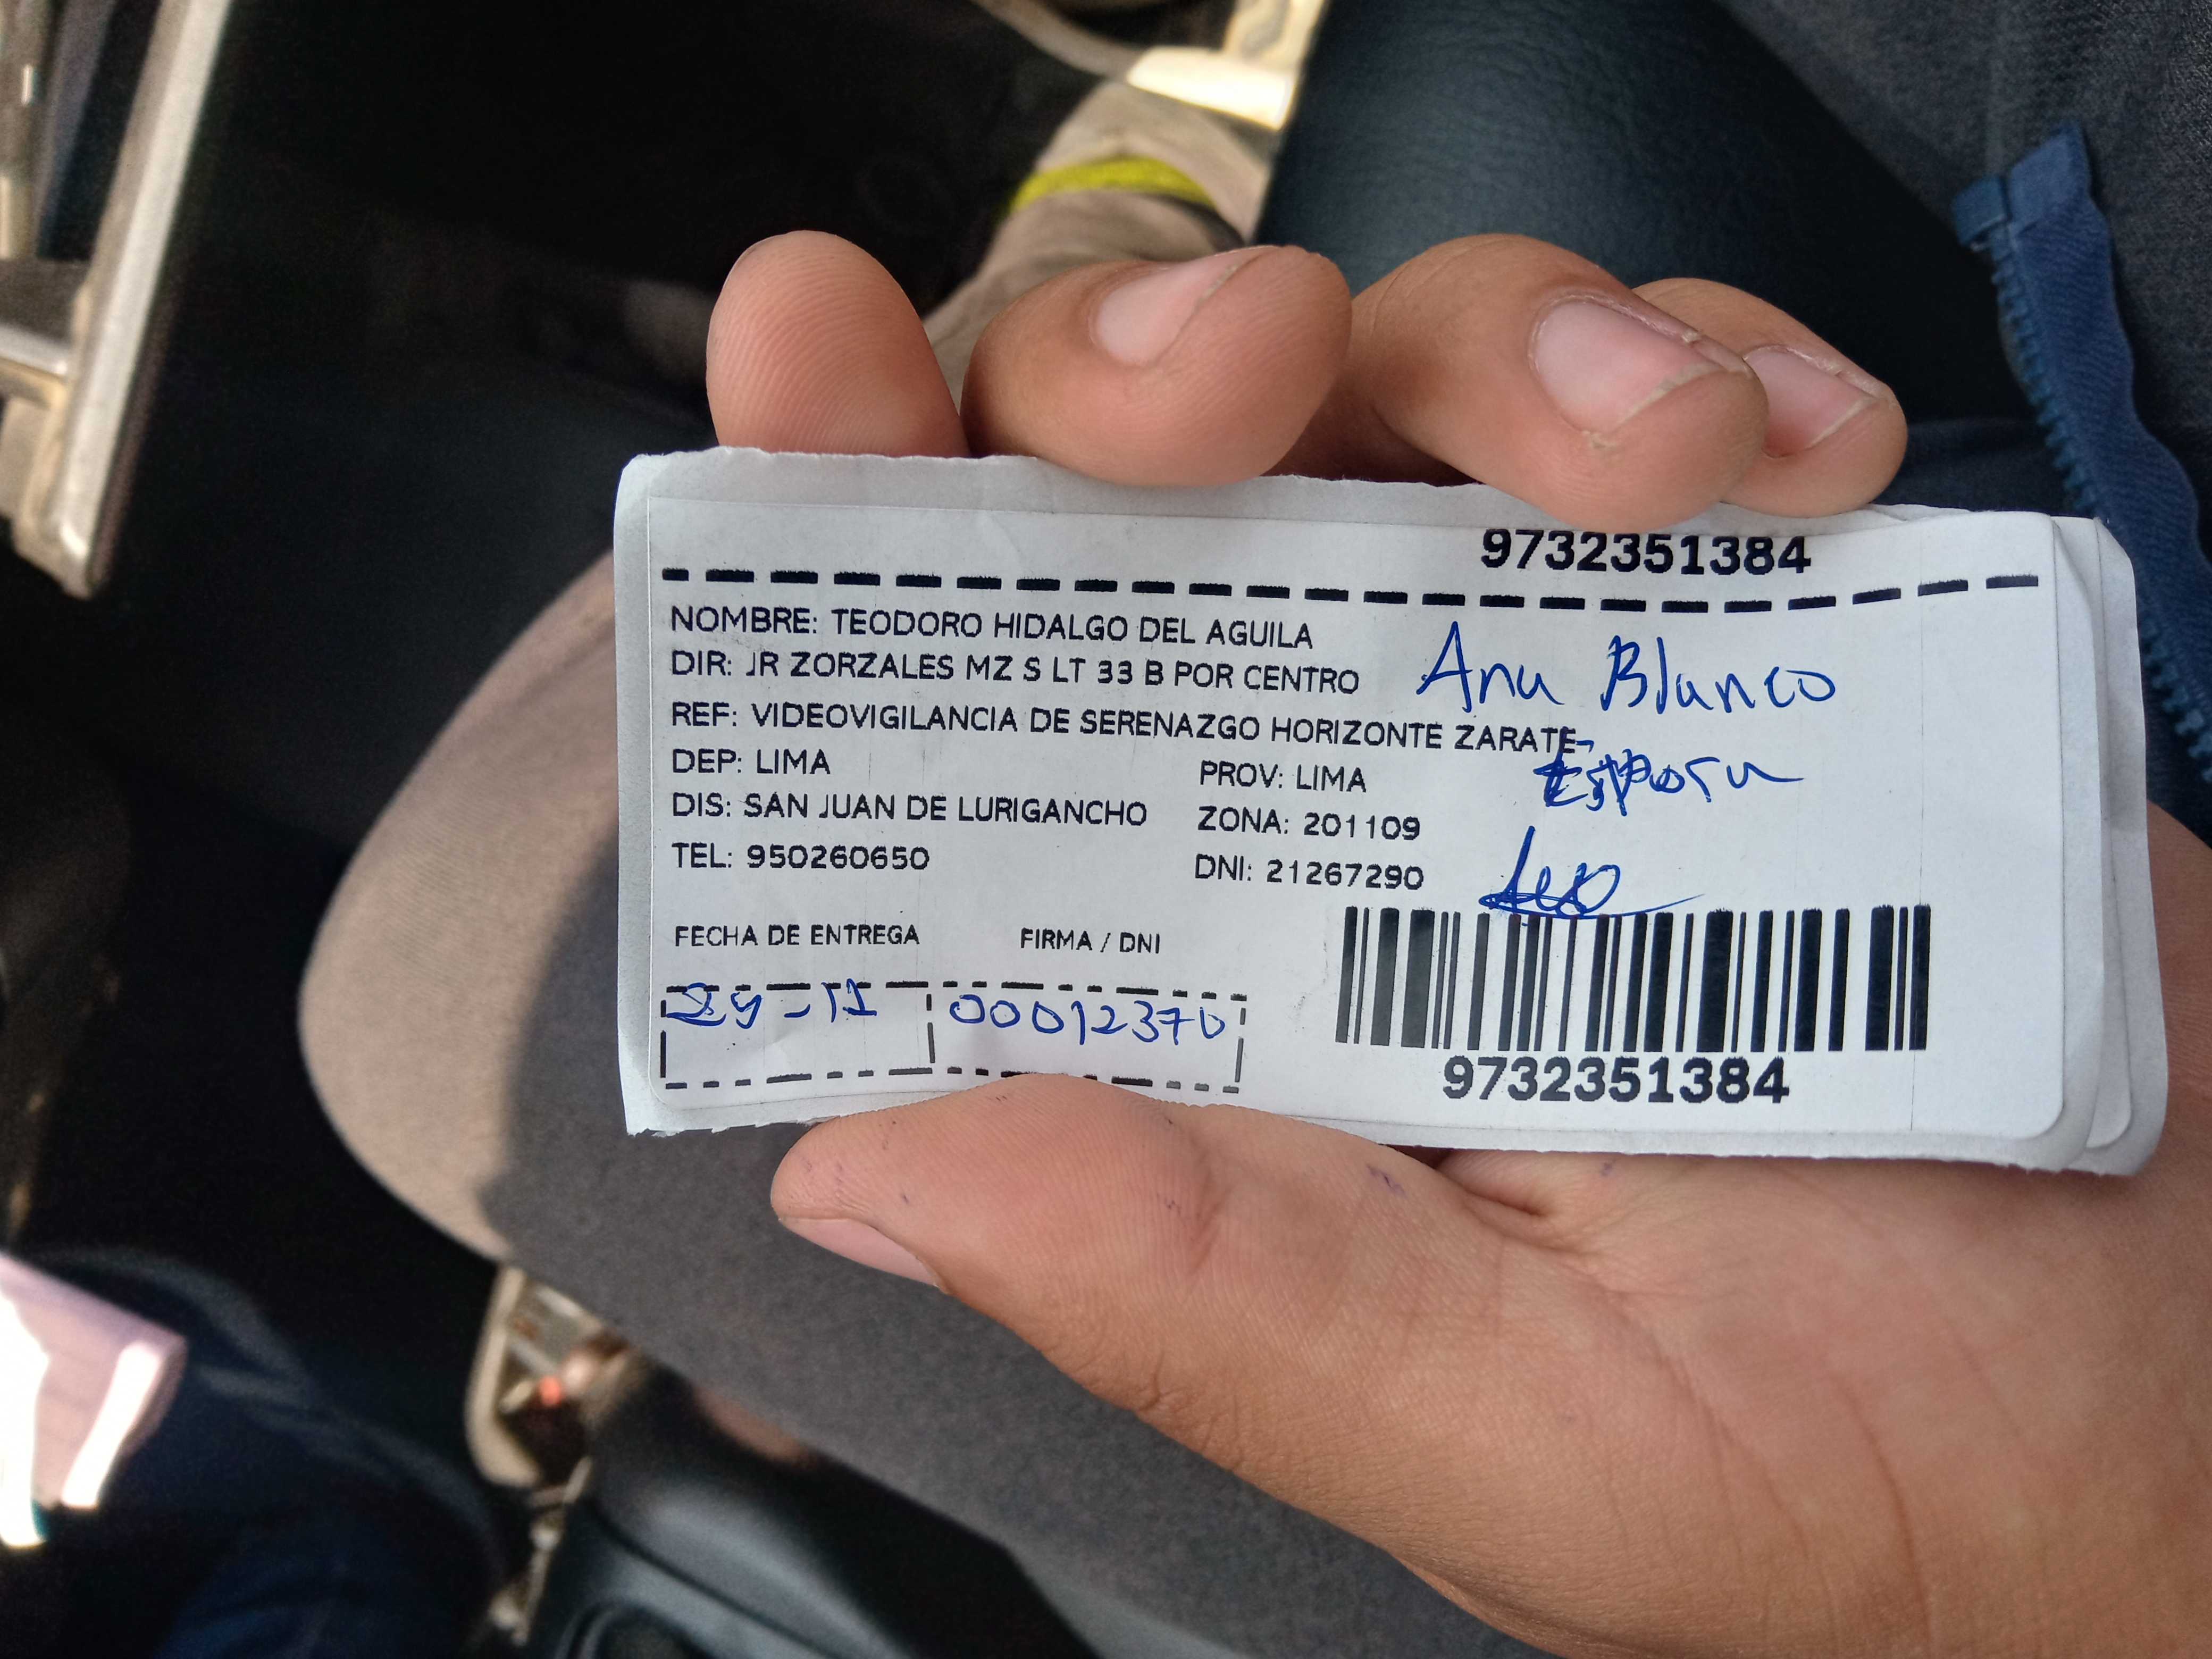 9732351384
NOMBRE: TEODORO HIDALGO DEL AGUILA
DIR: JR ZORZALES MZ S LT 33 B POR CENTRO
Ana Blanco
REF: VIDEOVIGILANCIA DE SERENAZGO HORIZONTE ZARATE-
Esposa
DEP: LIMA PROV: LIMA
DIS: SAN JUAN DE LURIGANCHO ZONA: 201109
TEL: 950260650 DNI: 21267290
FECHA DE ENTREGA FIRMA / DNI
29-11 00012370
9732351384